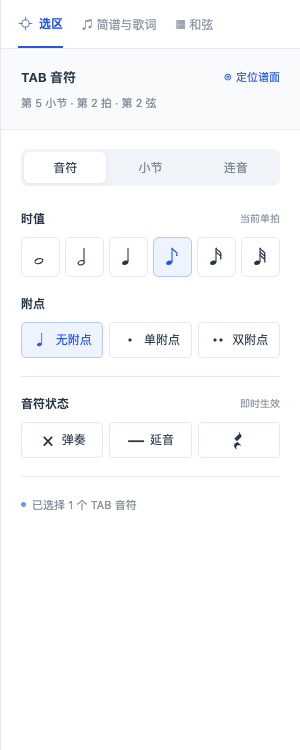 选区 简谱与歌词 和弦
TAB 音符 定位谱面
第 5 小节 · 第 2 拍 · 第 2 弦
音符 小节 连音
时值 当前单拍
附点
无附点 单附点 双附点
音符状态 即时生效
弹奏 延音
已选择 1 个 TAB 音符